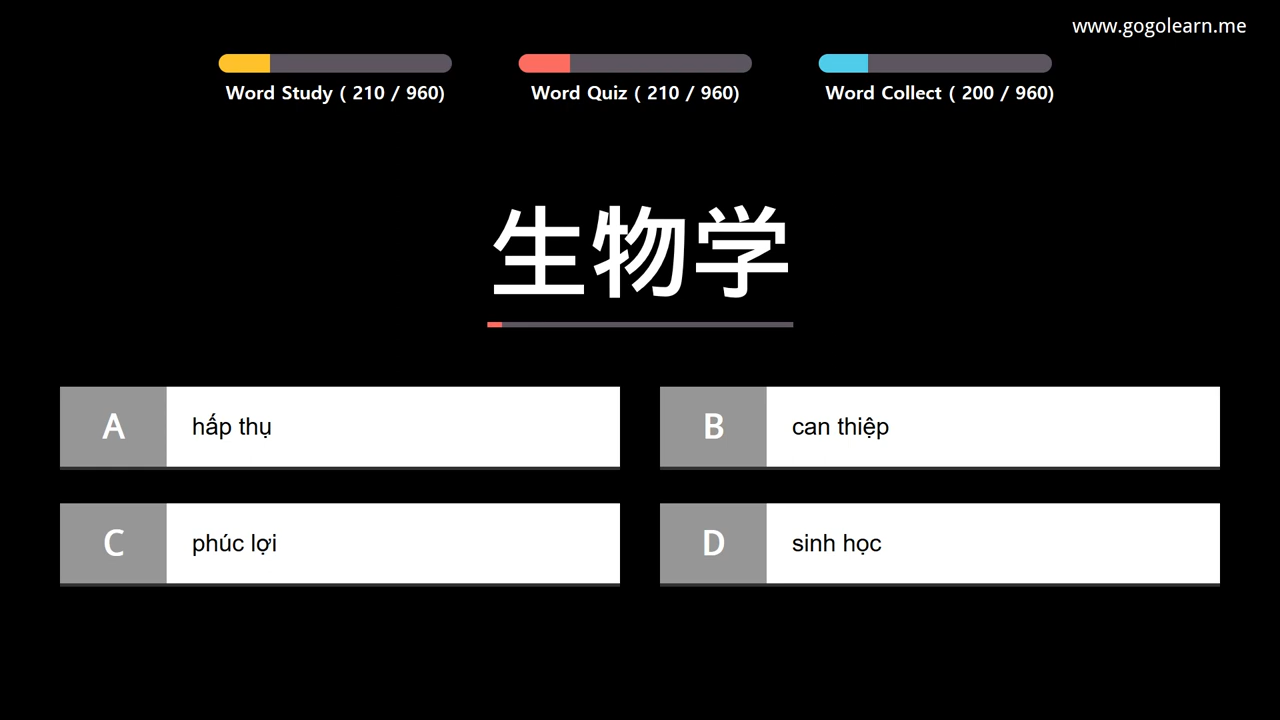 www.gogolearn.me
Word Study ( 210 / 960)
Word Quiz ( 210 / 960)
Word Collect ( 200 / 960)
生物学
A hấp thụ
B can thiệp
C phúc lợi
D sinh học